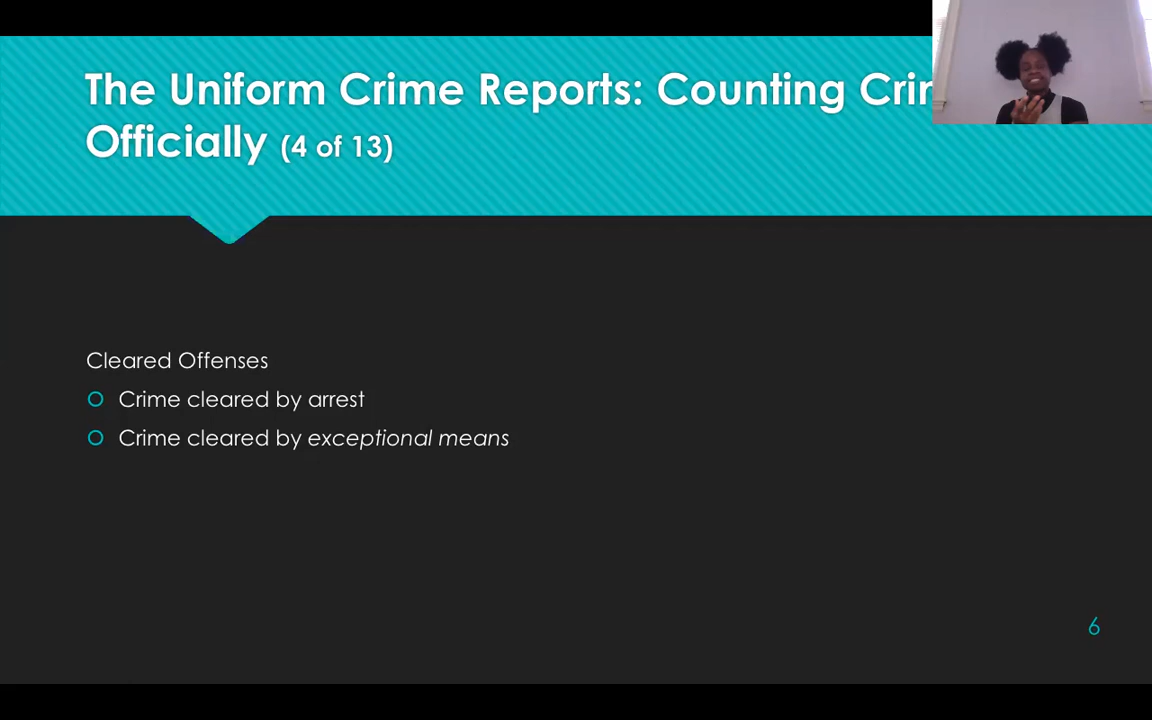 The Uniform Crime Reports: Counting
Officially (4 of 13)
Cleared Offenses
Crime cleared by arrest
Crime cleared by exceptional means
6